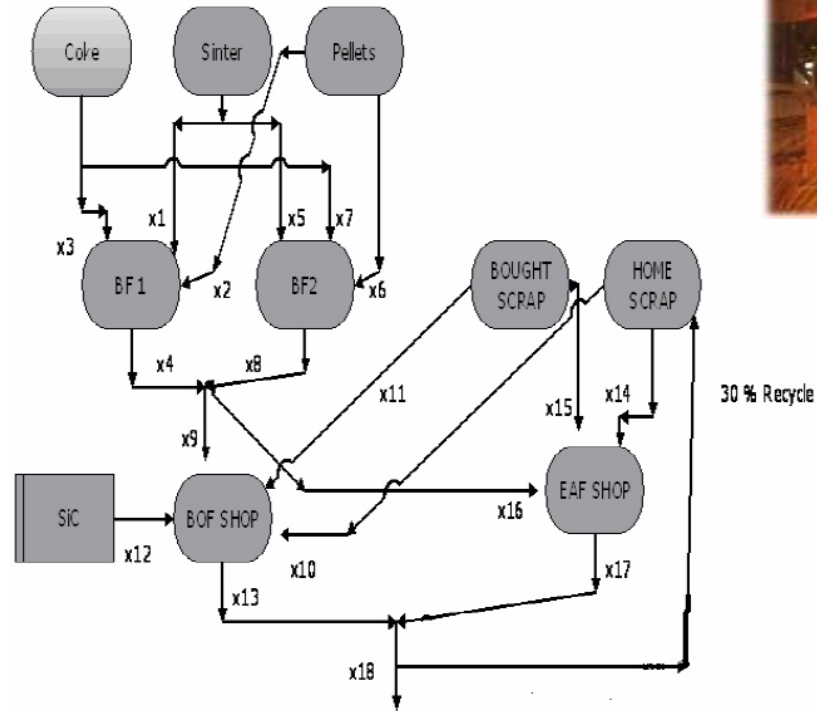 Coke
Sinter
Pellets
x3
x1
x5
x7
BF 1
x2
BF2
x6
BOUGHT
SCRAP
HOME
SCRAP
x4
x8
x11
x15
x14
30 % Recycle
x9
SiC
BOF SHOP
EAF SHOP
x16
x12
x10
x13
x17
x18